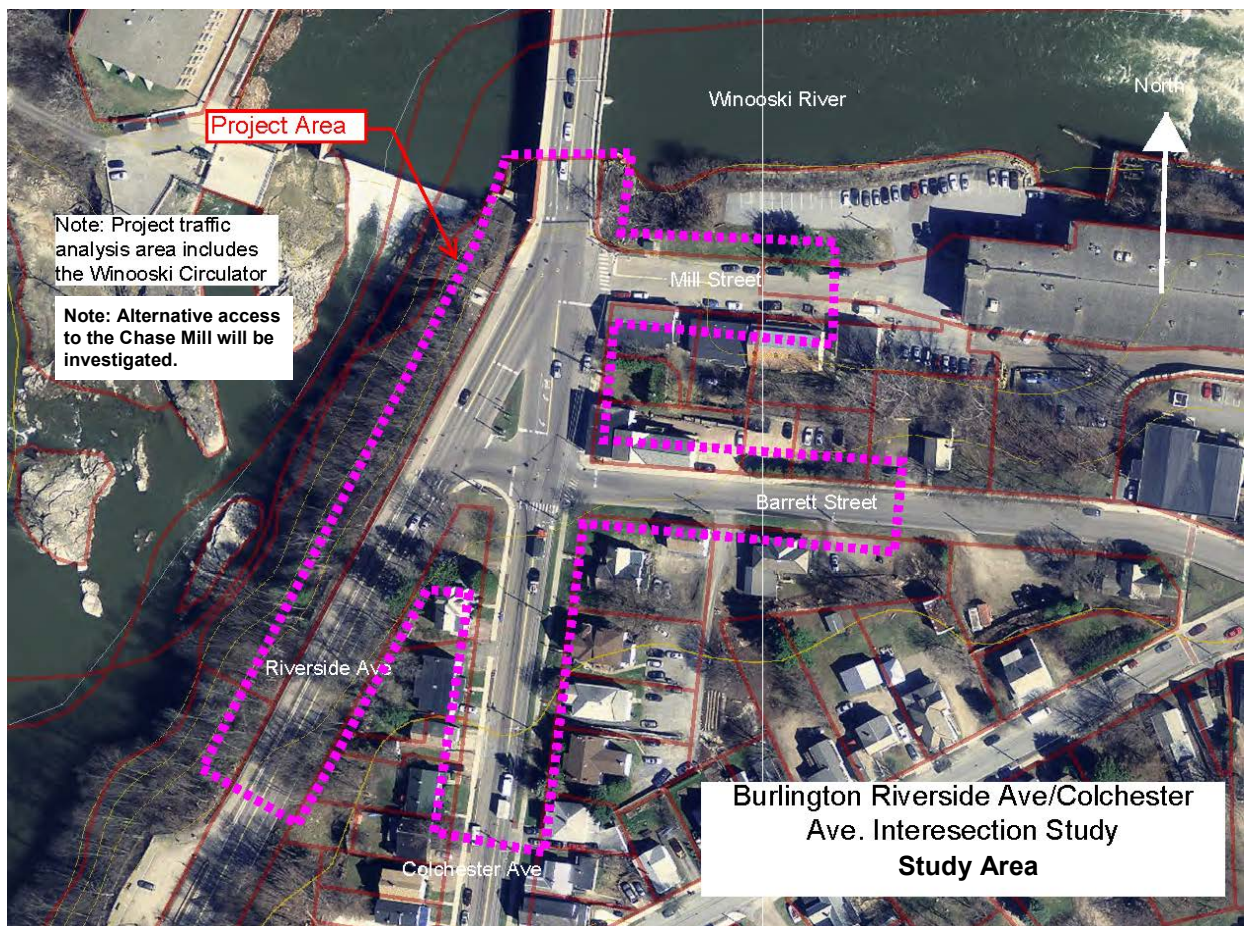 Winooski River
North
Project Area
Note: Project traffic
analysis area includes
the Winooski Circulator
Note: Alternative access
to the Chase Mill will be
investigated.
Mill Street
Barrett Street
Riverside Ave
Colchester Ave
Burlington Riverside Ave/Colchester
Ave. Interesection Study
Study Area